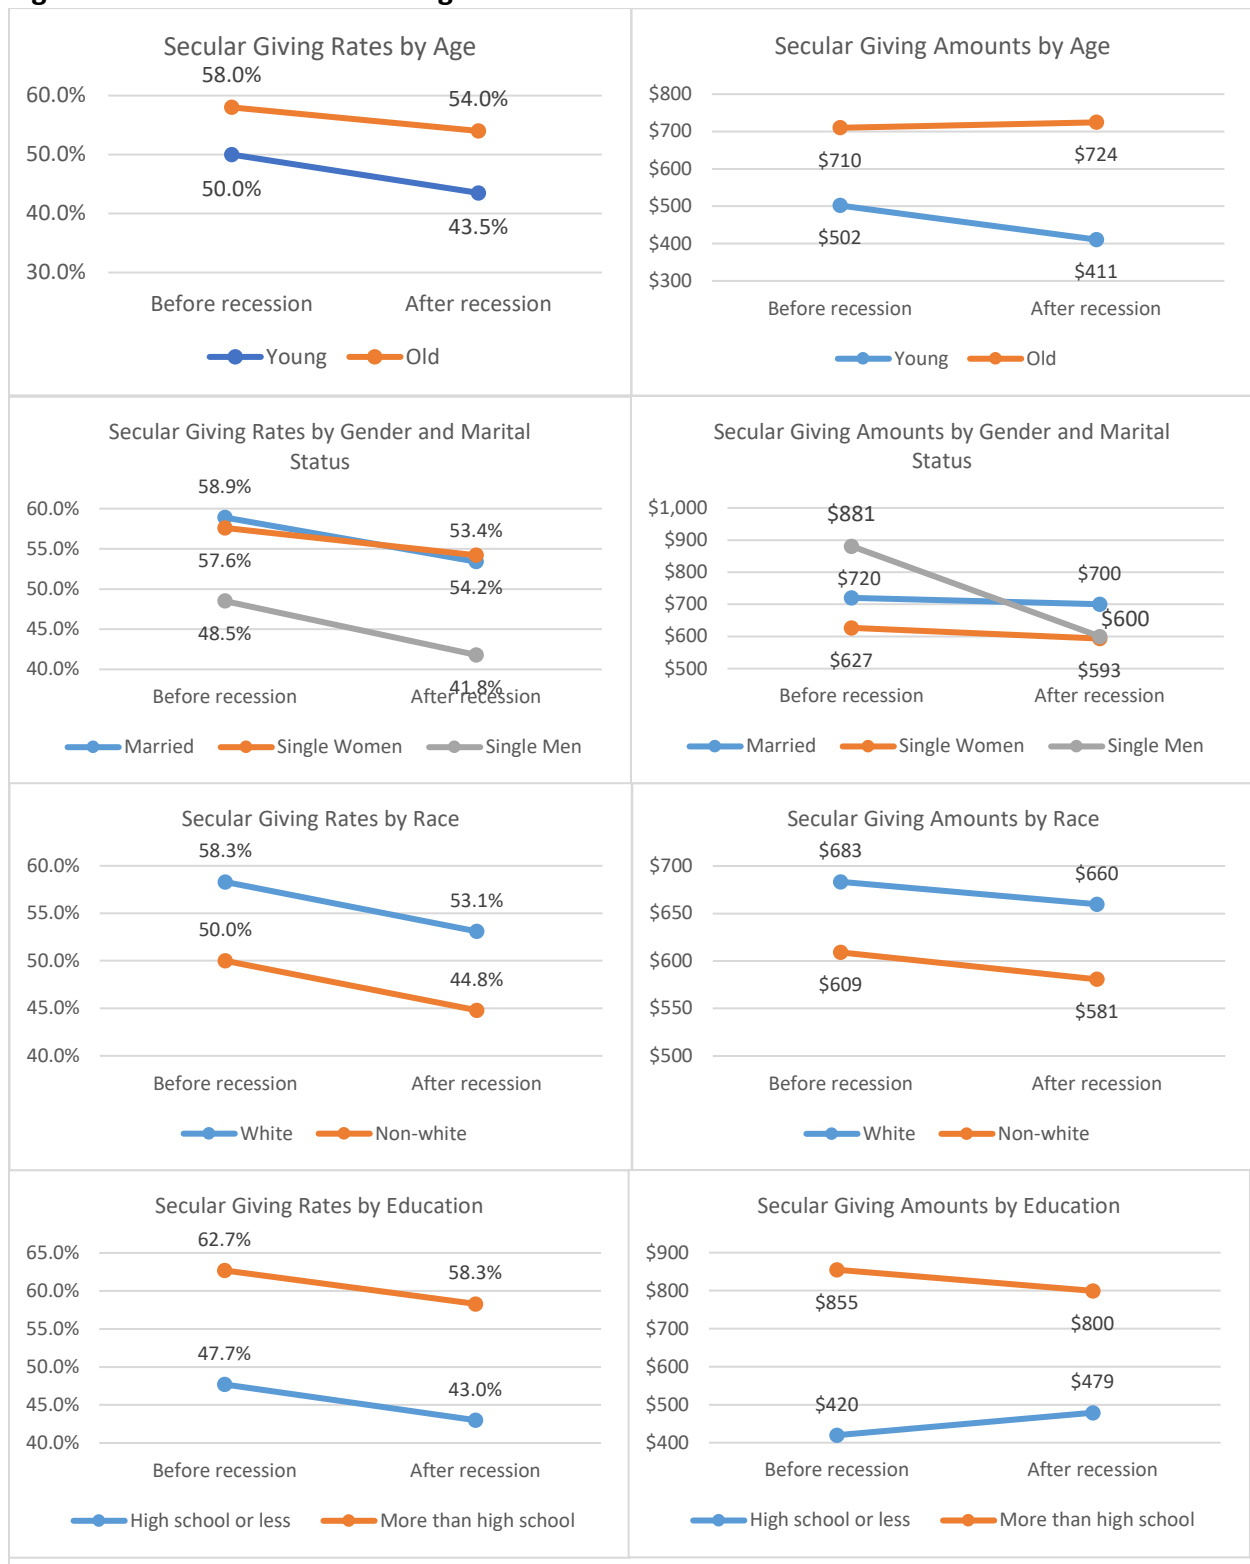 Secular Giving Rates by Age
58.0%
60.0%
54.0%
50.0%
50.0%
40.0%
43.5%
30.0%
Before recession
After recession
Young
Old
Secular Giving Amounts by Age
$800
$700
$710
$724
$600
$500
$502
$400
$411
$300
Before recession
After recession
Young
Old
Secular Giving Rates by Gender and Marital
Status
58.9%
60.0%
53.4%
55.0%
57.6%
54.2%
50.0%
48.5%
45.0%
40.0%
41.8%
Before recession
After recession
Married
Single Women
Single Men
Secular Giving Amounts by Gender and Marital
Status
$1,000
$881
$900
$800
$720
$700
$700
$600
$600
$627
$593
$500
Before recession
After recession
Married
Single Women
Single Men
Secular Giving Rates by Race
58.3%
60.0%
53.1%
55.0%
50.0%
50.0%
44.8%
45.0%
40.0%
Before recession
After recession
White
Non-white
Secular Giving Amounts by Race
$683
$700
$660
$650
$600
$609
$581
$550
$500
Before recession
After recession
White
Non-white
Secular Giving Rates by Education
62.7%
65.0%
58.3%
60.0%
55.0%
50.0%
47.7%
43.0%
45.0%
40.0%
Before recession
After recession
High school or less
More than high school
Secular Giving Amounts by Education
$900
$800
$855
$800
$700
$600
$479
$500
$420
$400
Before recession
After recession
High school or less
More than high school